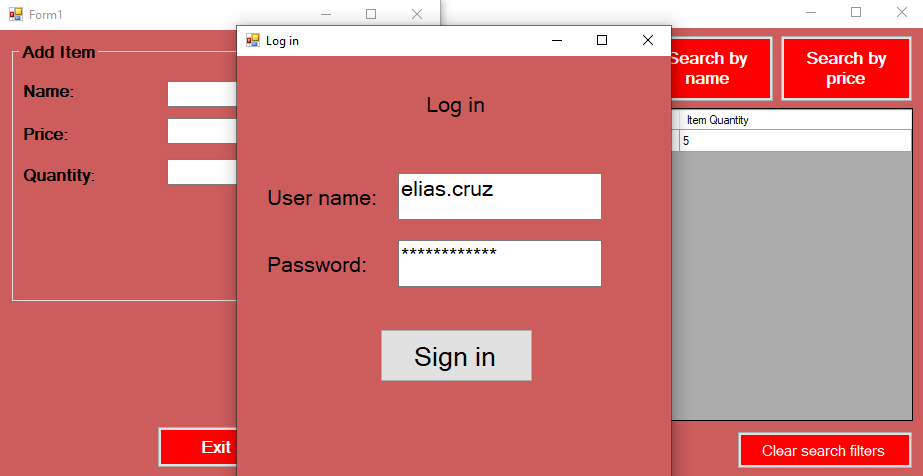 Form1
Add Item
Name:
Price:
Quantity:
Exit
Log in
Log in
User name:
elias.cruz
Password:
************
Sign in
Search by
name
Search by
price
Item Quantity
5
Clear search filters